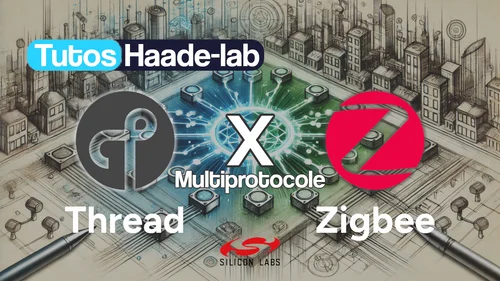 Tutos Haade-lab
X
Multiprotocole
Thread
Zigbee
SILICON LABS